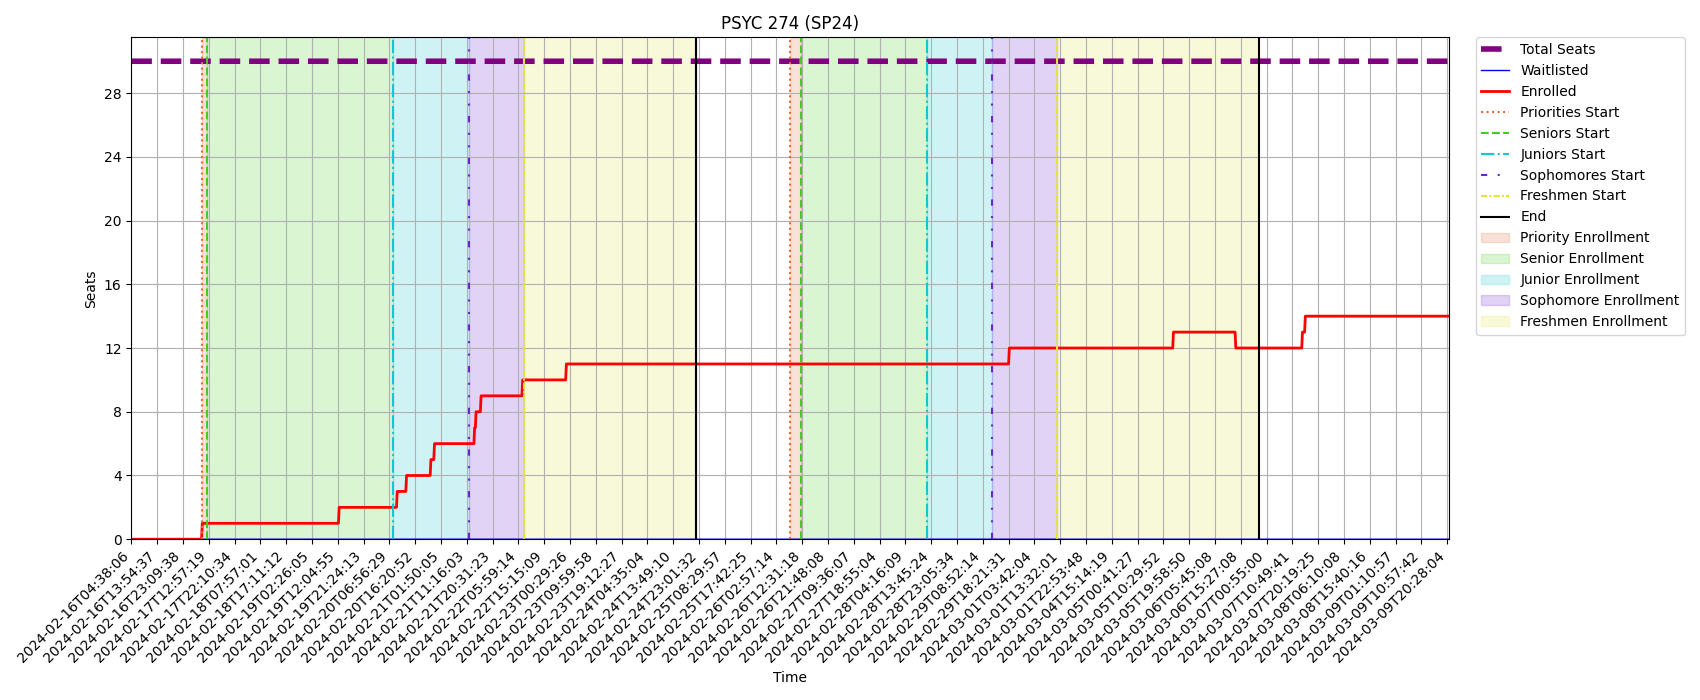 PSYC 274 (SP24)
Seats
28
24
20
16
12
8
4
0
2024-02-16T04:38:06
2024-02-16T13:54:37
2024-02-16T23:09:38
2024-02-17T12:57:19
2024-02-17T22:10:34
2024-02-18T07:57:01
2024-02-18T17:11:12
2024-02-19T02:26:05
2024-02-19T12:04:55
2024-02-19T21:24:13
2024-02-20T06:56:29
2024-02-20T16:20:52
2024-02-21T01:50:05
2024-02-21T11:16:03
2024-02-21T20:31:23
2024-02-22T05:59:14
2024-02-22T15:15:09
2024-02-23T00:29:26
2024-02-23T09:59:58
2024-02-23T19:12:27
2024-02-24T04:35:04
2024-02-24T13:49:10
2024-02-24T23:01:32
2024-02-25T08:29:57
2024-02-25T17:42:25
2024-02-26T02:57:14
2024-02-26T12:31:18
2024-02-26T21:48:08
2024-02-27T09:36:07
2024-02-27T18:55:04
2024-02-28T04:16:09
2024-02-28T13:45:24
2024-02-28T23:05:34
2024-02-29T08:52:14
2024-02-29T18:21:31
2024-03-01T03:42:04
2024-03-01T13:32:01
2024-03-01T22:53:48
2024-03-04T15:14:19
2024-03-05T00:41:27
2024-03-05T10:29:52
2024-03-05T19:58:50
2024-03-06T05:45:08
2024-03-06T15:27:08
2024-03-07T00:55:00
2024-03-07T10:49:41
2024-03-07T20:19:25
2024-03-08T06:10:08
2024-03-08T15:40:16
2024-03-09T01:10:57
2024-03-09T10:57:42
2024-03-09T20:28:04
Time
Total Seats
Waitlisted
Enrolled
Priorities Start
Seniors Start
Juniors Start
Sophomores Start
Freshmen Start
End
Priority Enrollment
Senior Enrollment
Junior Enrollment
Sophomore Enrollment
Freshmen Enrollment